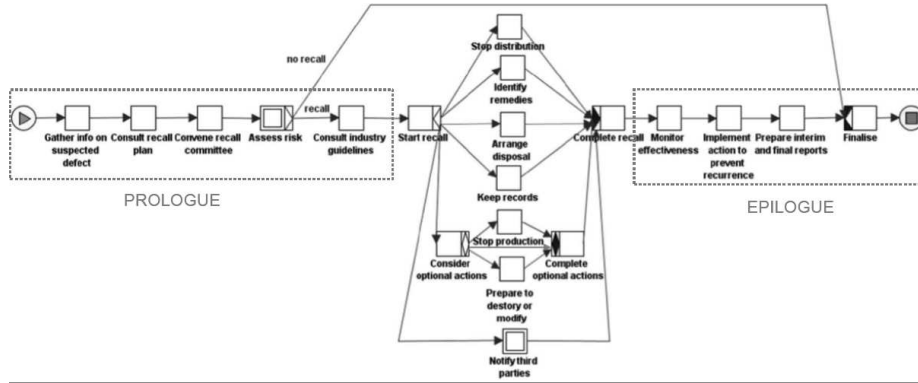 Stop distribution
no recall
Identify
remedies
recall
Gather info on
suspected defect
Consult recall
plan
Convene recall
committee
Assess risk
Consult industry
guidelines
Start recall
Arrange
disposal
Complete recall
Monitor
effectiveness
Implement
action to
prevent
recurrence
Prepare interim
and final reports
Finalise
Keep records
PROLOGUE
EPILOGUE
Stop production
Consider
optional actions
Complete
optional actions
Prepare to
destory or
modify
Notify third
parties